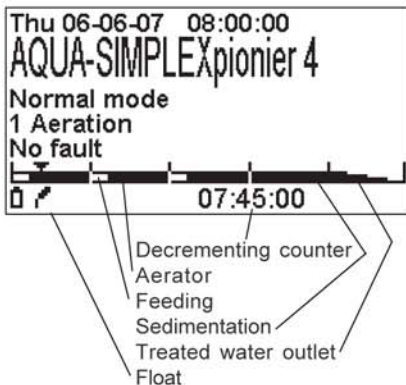 Thu 06-06-07 08:00:00
AQUA-SIMPLEXpionier 4
Normal mode
1 Aeration
No fault
07:45:00
Decrementing counter
Aerator
Feeding
Sedimentation
Treated water outlet
Float